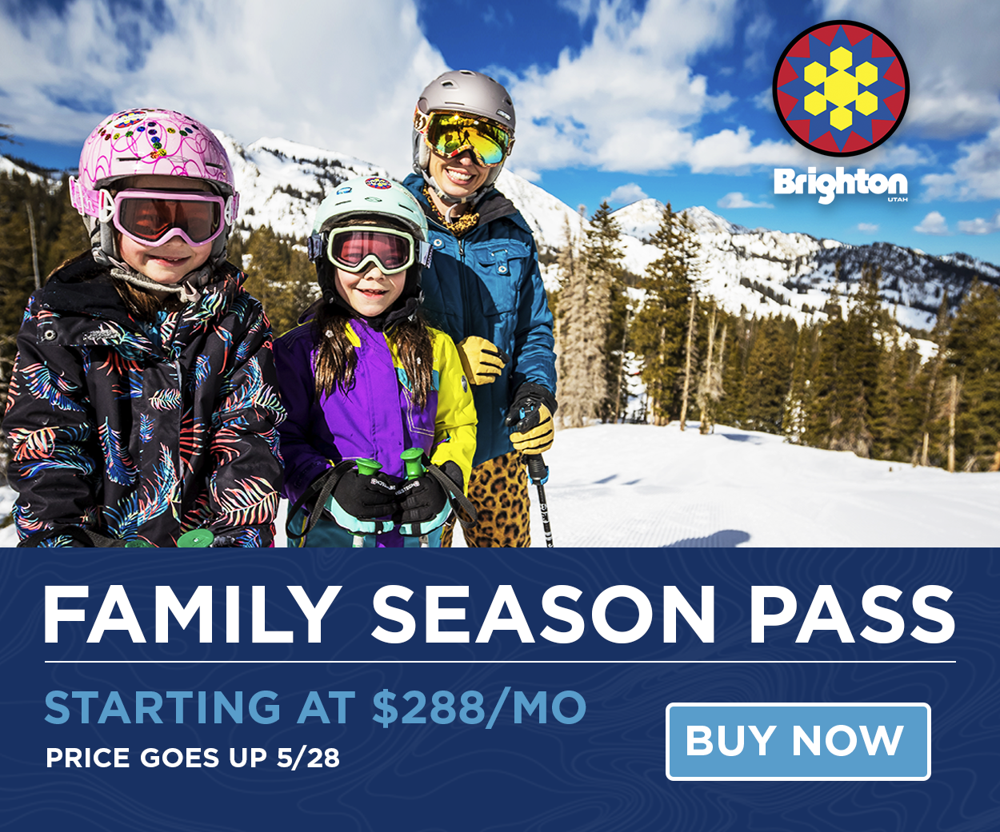 Brighton
UTAH
FAMILY SEASON PASS
STARTING AT $288/MO
PRICE GOES UP 5/28
BUY NOW